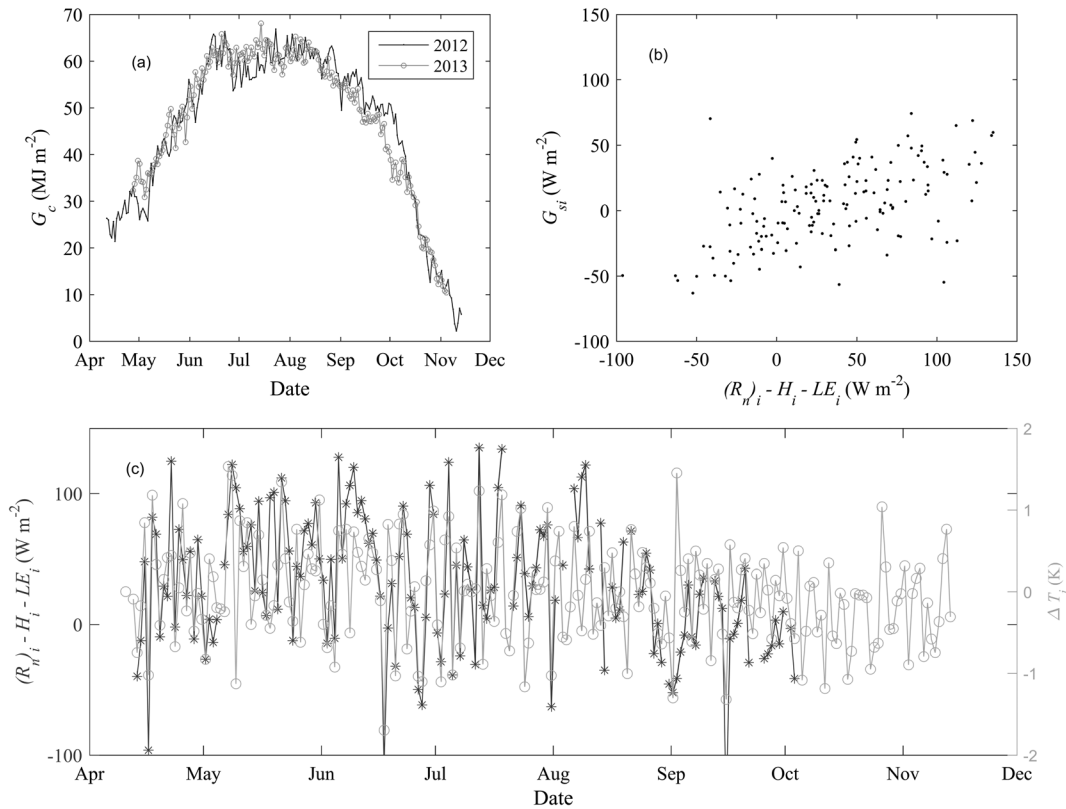 70
60
50
40
30
20
10
0
G_c (MJ m⁻²)
(a)
2012
2013
Apr May Jun Jul Aug Sep Oct Nov Dec
Date
150
100
50
0
-50
-100
G_si (W m⁻²)
(b)
-100 -50 0 50 100 150
(R_n)_i - H_i - LE_i (W m⁻²)
(c)
100
0
-100
(R_n)_i - H_i - LE_i (W m⁻²)
2
1
0
-1
-2
Δ T_i (K)
Apr May Jun Jul Aug Sep Oct Nov Dec
Date